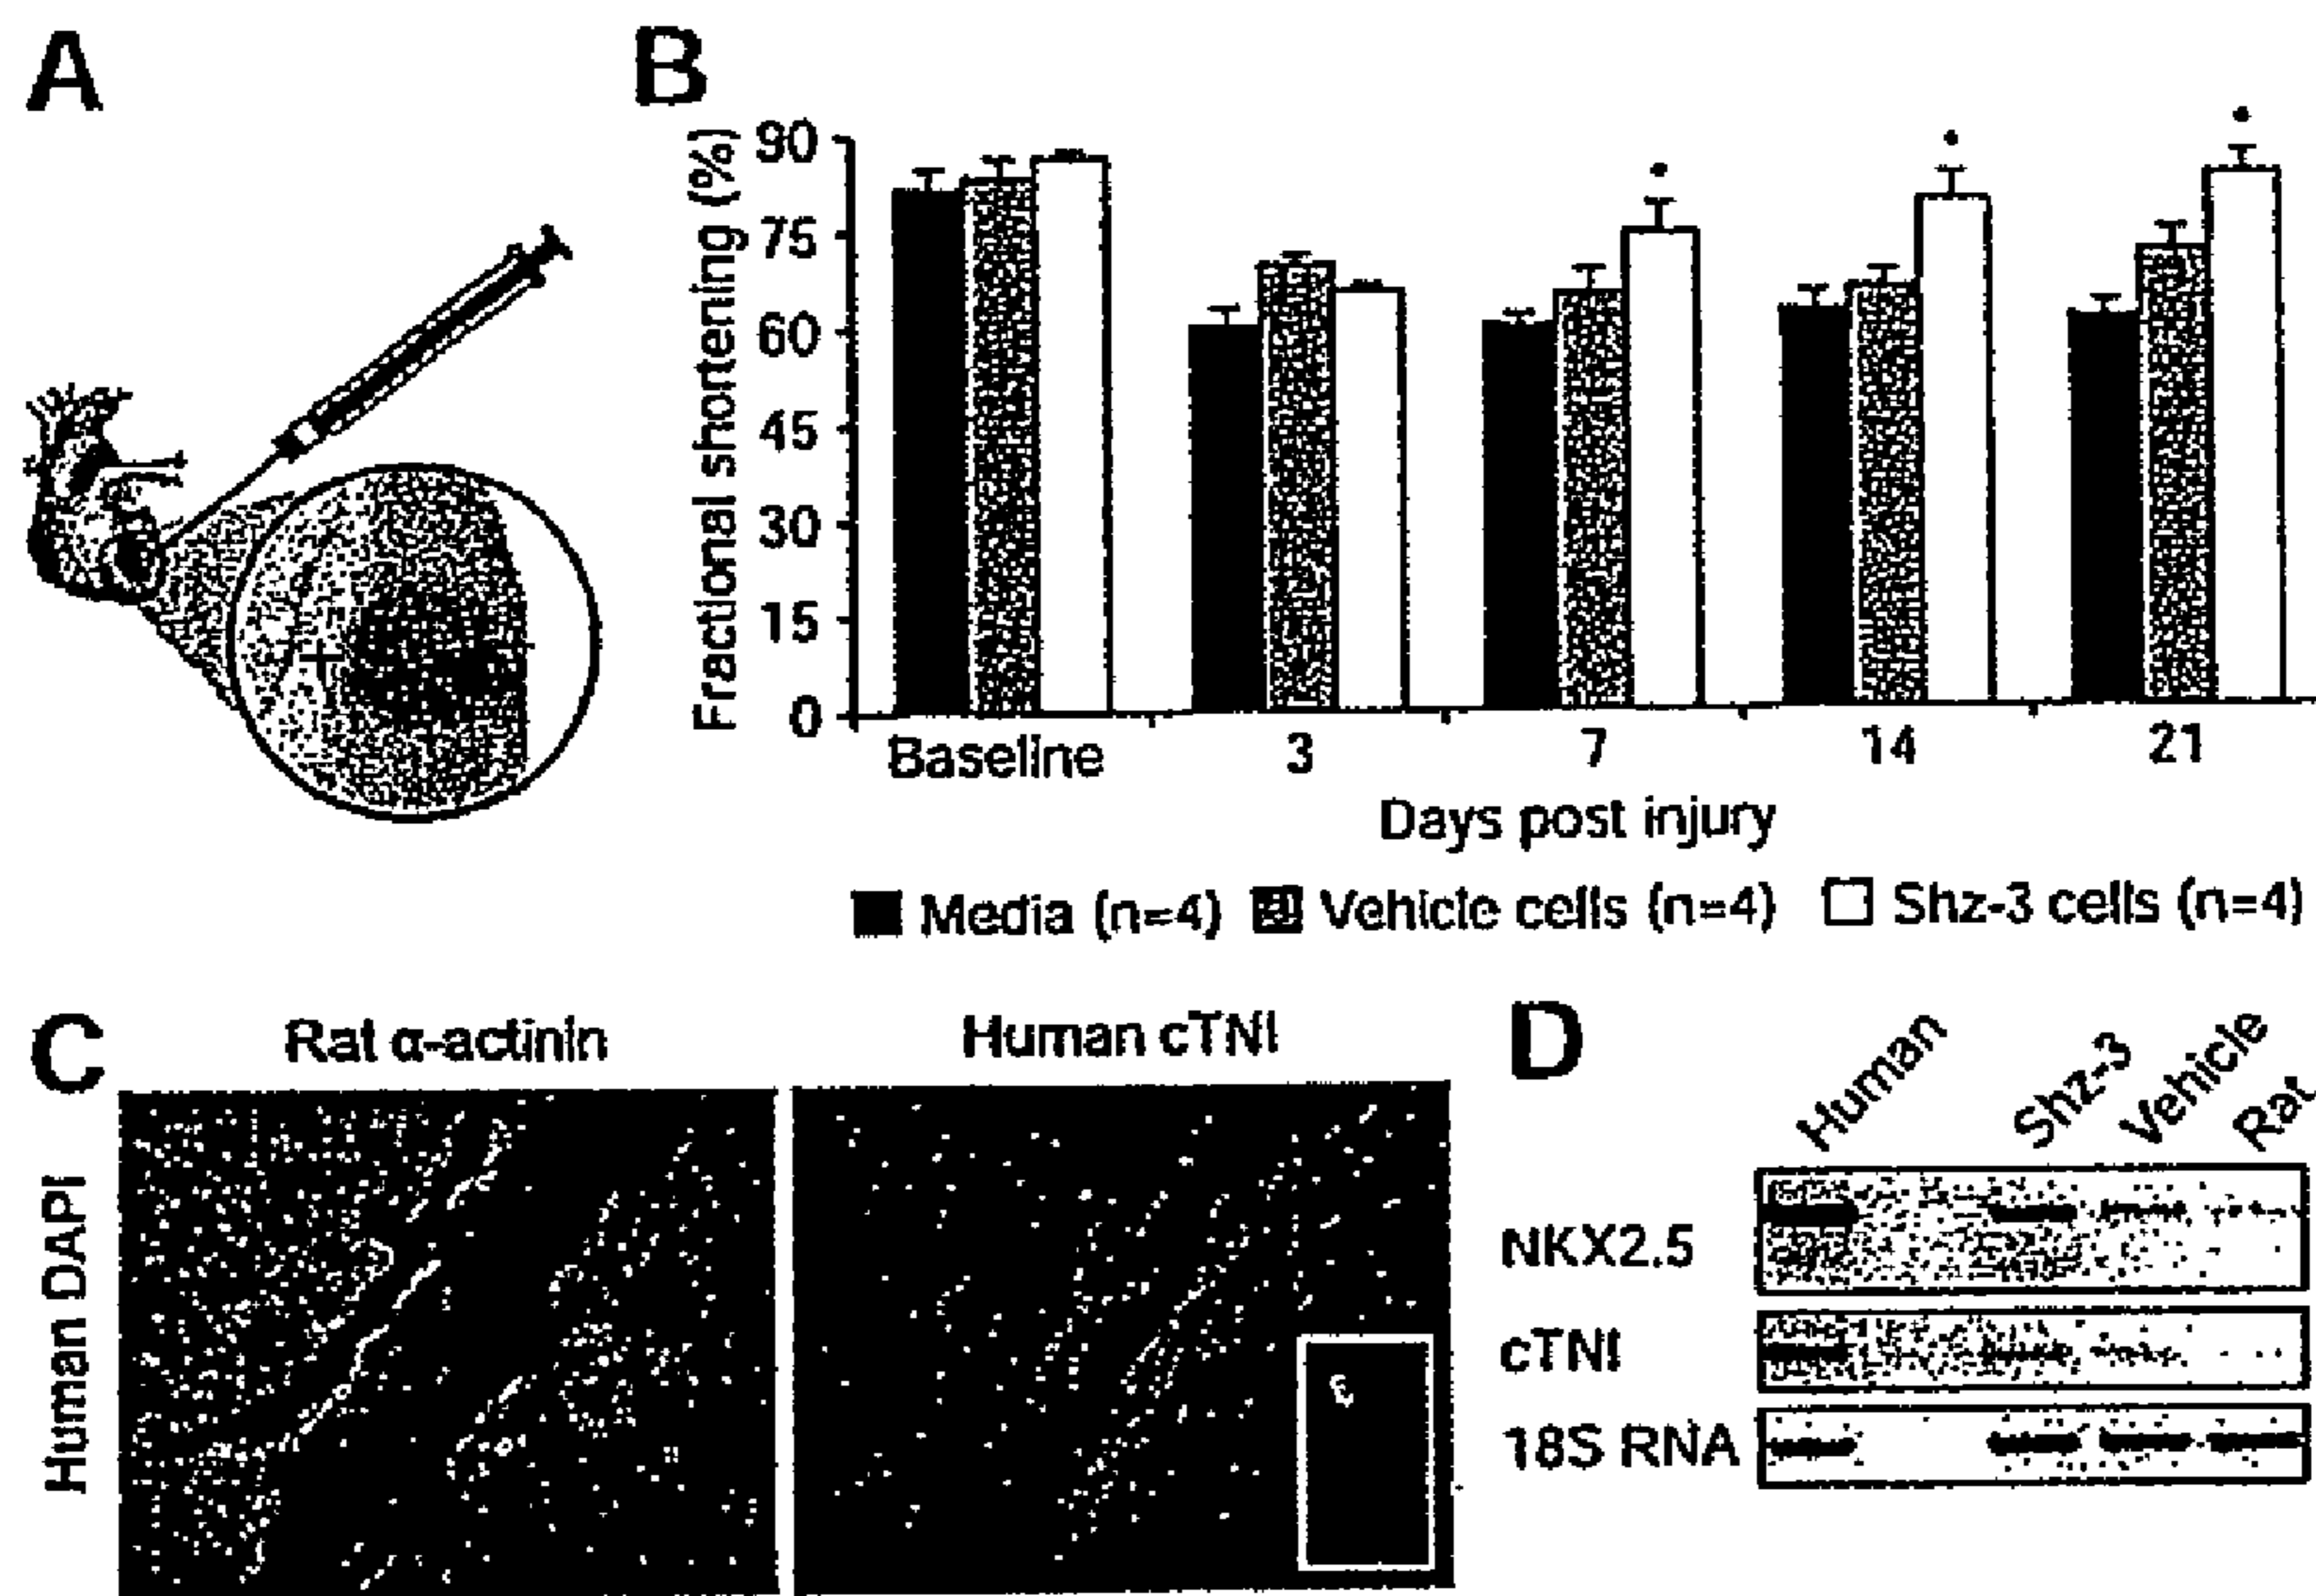 A
B
Fractional shortening (%)
90
75
60
45
30
15
0
Baseline 3 7 14 21
Days post injury
Media (n=4) Vehicle cells (n=4) Shz-3 cells (n=4)
C
Rat α-actinin Human cTNI
Human DAPI
D
Human Shz-3 Vehicle Rat
NKX2.5
cTNI
18S RNA